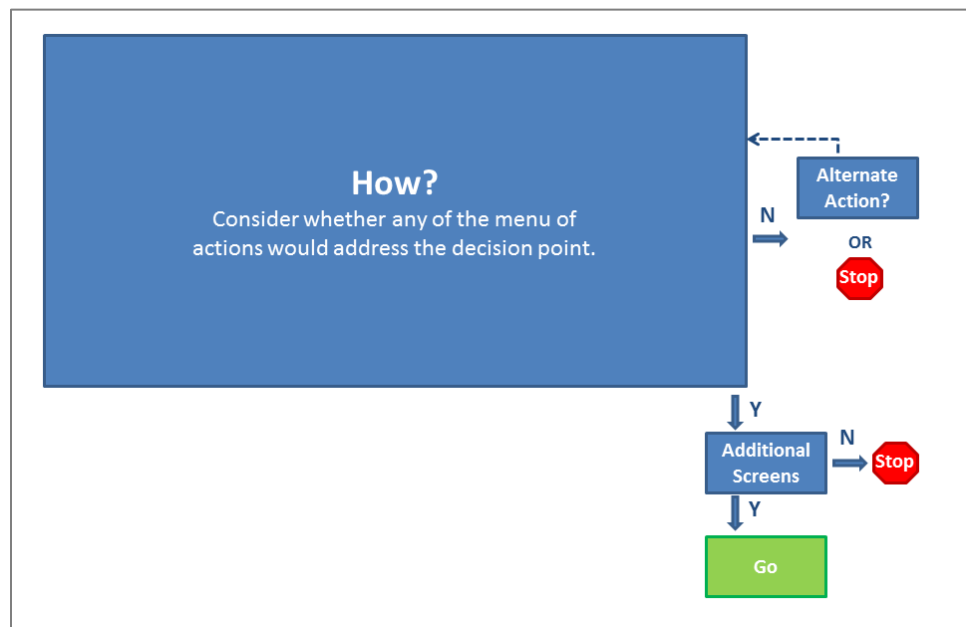 How?
Consider whether any of the menu of
actions would address the decision point.
N
Alternate
Action?
OR
Stop
Y
Additional
Screens
N
Stop
Y
Go